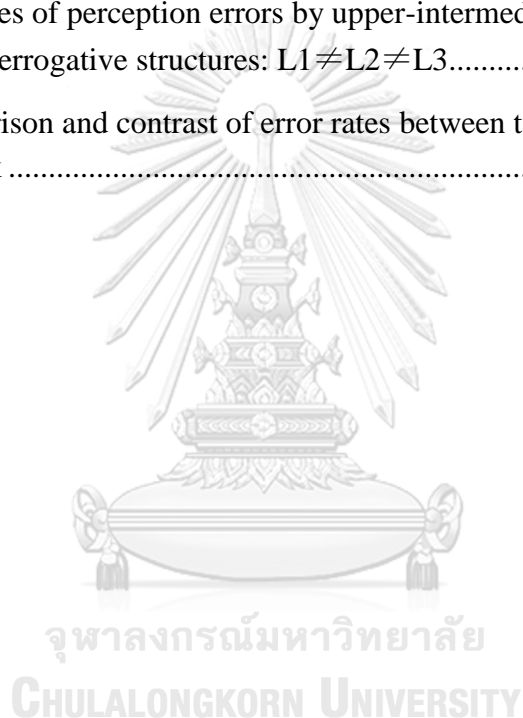 es of perception errors by upper-intermed
errogative structures: L1≠L2≠L3..........
rison and contrast of error rates between t
..................................................................
จุฬาลงกรณ์มหาวิทยาลัย
CHULALONGKORN UNIVERSITY